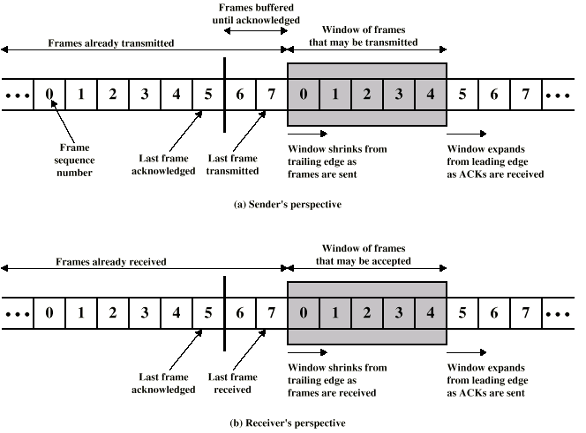 Frames buffered
until acknowledged
Window of frames
that may be transmitted
Frames already transmitted
••• 0 1 2 3 4 5 6 7 0 1 2 3 4 5 6 7 •••
Frame
sequence
number
Last frame
acknowledged
Last frame
transmitted
Window shrinks from
trailing edge as
frames are sent
Window expands
from leading edge
as ACKs are received
(a) Sender's perspective
Window of frames
that may be accepted
Frames already received
••• 0 1 2 3 4 5 6 7 0 1 2 3 4 5 6 7 •••
Last frame
acknowledged
Last frame
received
Window shrinks from
trailing edge as
frames are received
Window expands
from leading edge
as ACKs are sent
(b) Receiver's perspective